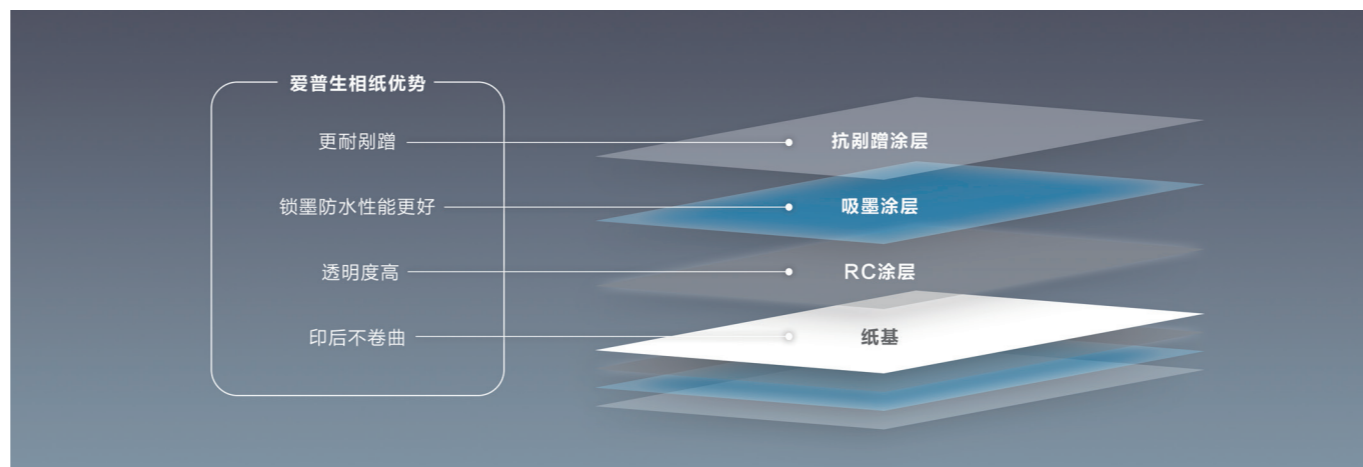 爱普生相纸优势
更耐剐蹭
抗剐蹭涂层
锁墨防水性能更好
吸墨涂层
透明度高
RC涂层
印后不卷曲
纸基